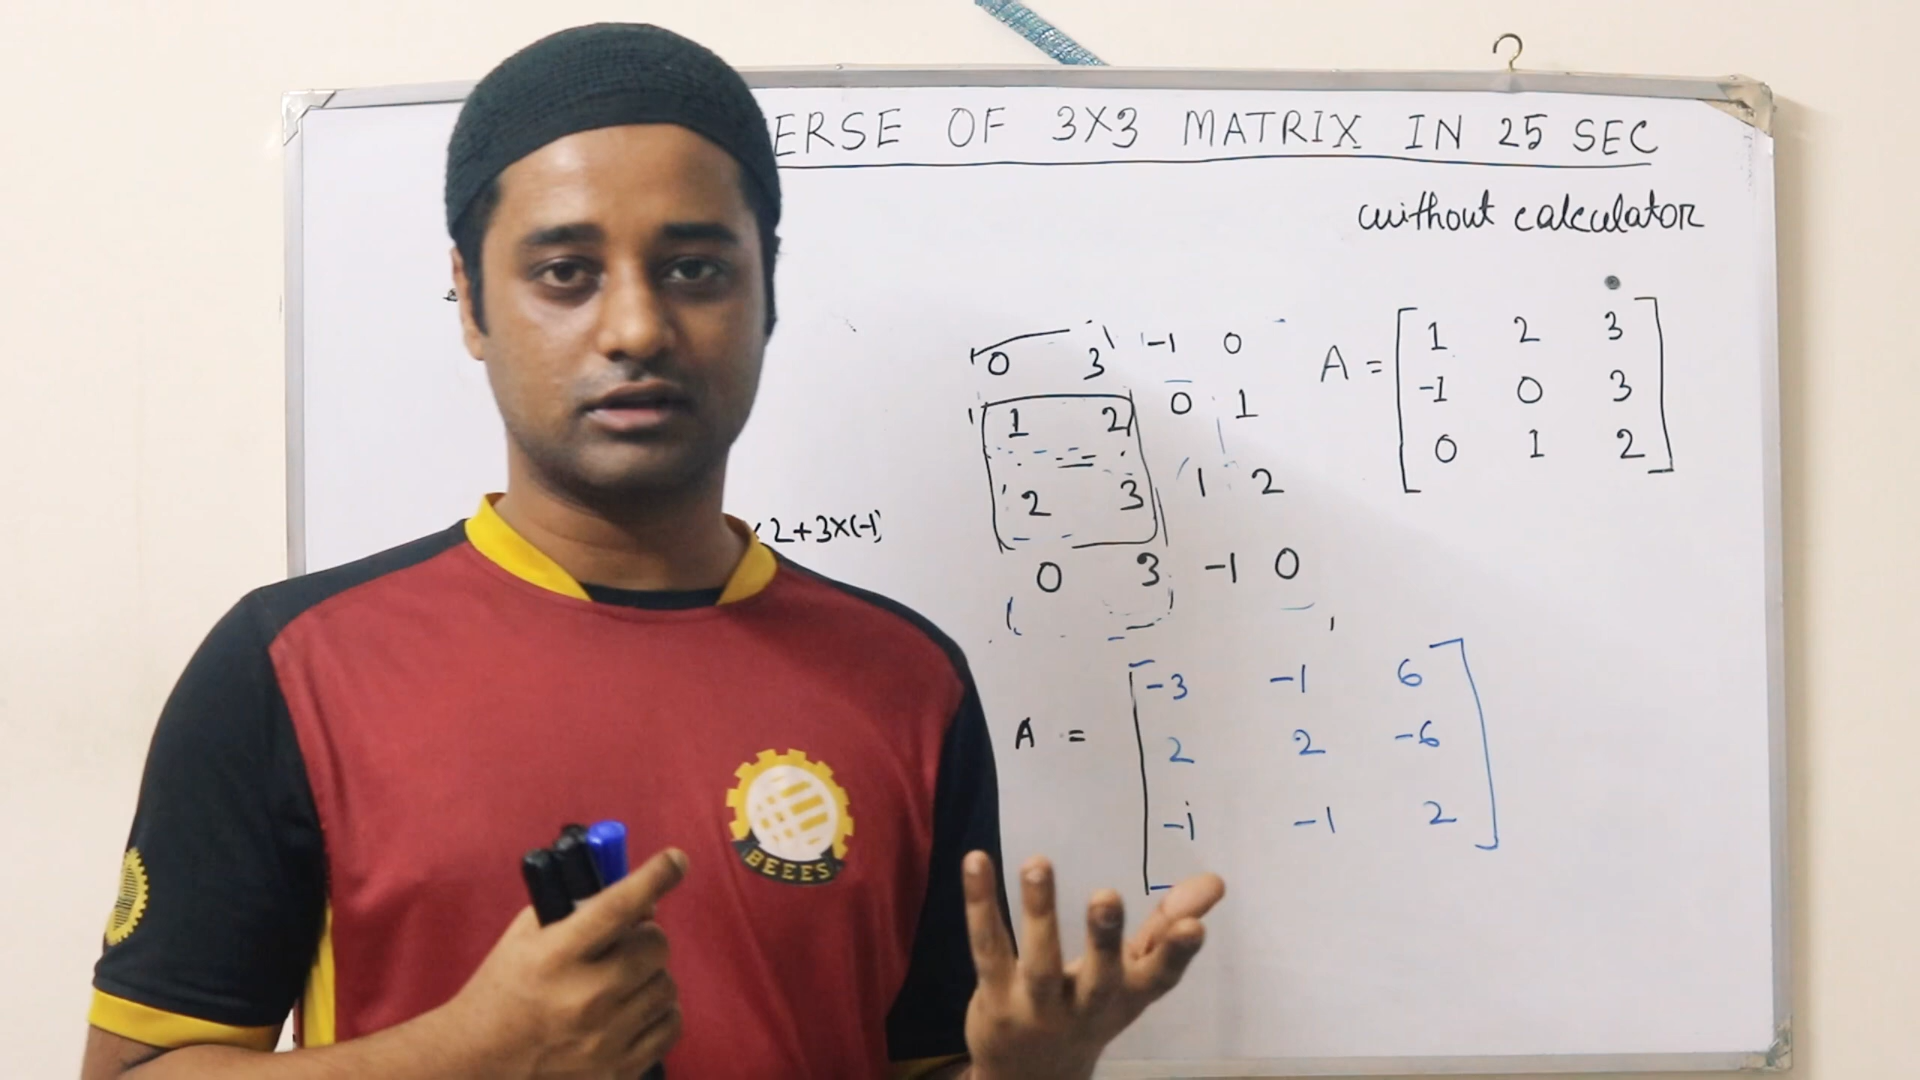 ERSE OF 3X3 MATRIX IN 25 SEC
without calculator
0 3 -1 0
1 2 0 1
2 3 1 2
0 3 -1 0
A = 1 2 3
-1 0 3
0 1 2
2+3×(-1)
A =
-3 -1 6
2 2 -6
-1 -1 2
BEEES